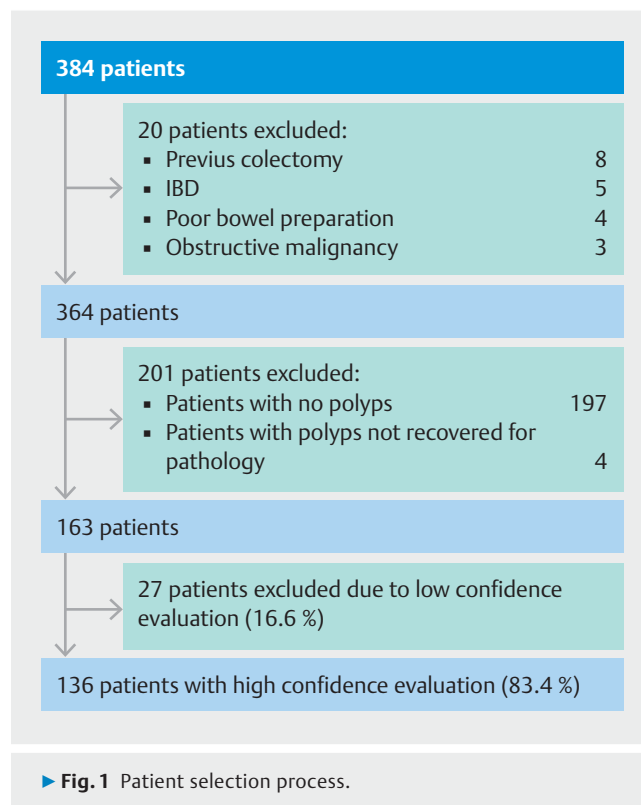 384 patients
20 patients excluded:
▪ Previus colectomy 8
▪ IBD 5
▪ Poor bowel preparation 4
▪ Obstructive malignancy 3
364 patients
201 patients excluded:
▪ Patients with no polyps 197
▪ Patients with polyps not recovered for
pathology 4
163 patients
27 patients excluded due to low confidence
evaluation (16.6 %)
136 patients with high confidence evaluation (83.4 %)
▶ Fig. 1 Patient selection process.